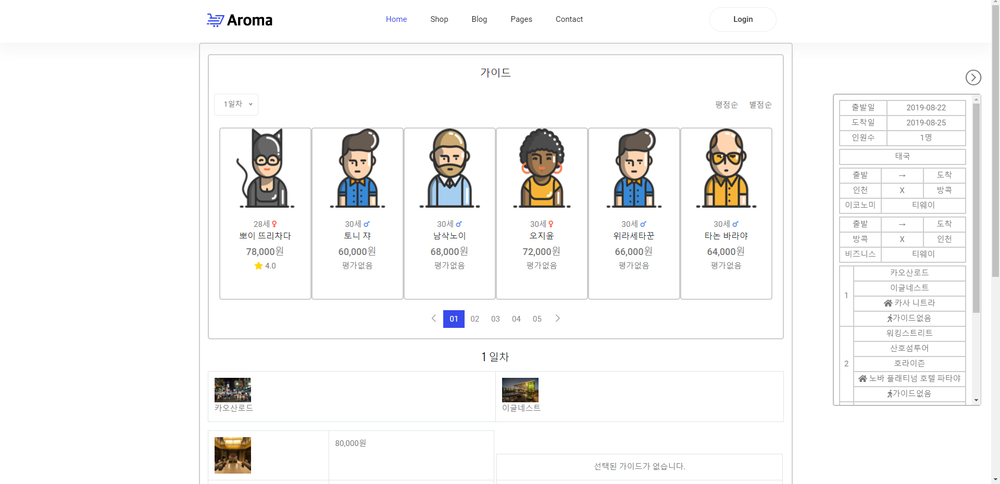 Aroma
Home Shop Blog Pages Contact
Login
가이드
1일차
평점순 별점순
28세
뽀이 뜨리차다
78,000원
4.0
30세
토니 쟈
60,000원
평가없음
30세
남삭노이
68,000원
평가없음
30세
오지윤
72,000원
평가없음
30세
위라세타꾼
66,000원
평가없음
30세
타논 바라야
64,000원
평가없음
01 02 03 04 05
1 일차
카오산로드
이글네스트
80,000원
선택된 가이드가 없습니다.
출발일 2019-08-22
도착일 2019-08-25
인원수 1명
태국
출발 → 도착
인천 X 방콕
이코노미 티웨이
출발 → 도착
방콕 X 인천
비즈니스 티웨이
1
카오산로드
이글네스트
카사 니트라
가이드없음
2
워킹스트리트
산호섬투어
호라이즌
노바 플래티넘 호텔 파타야
가이드없음